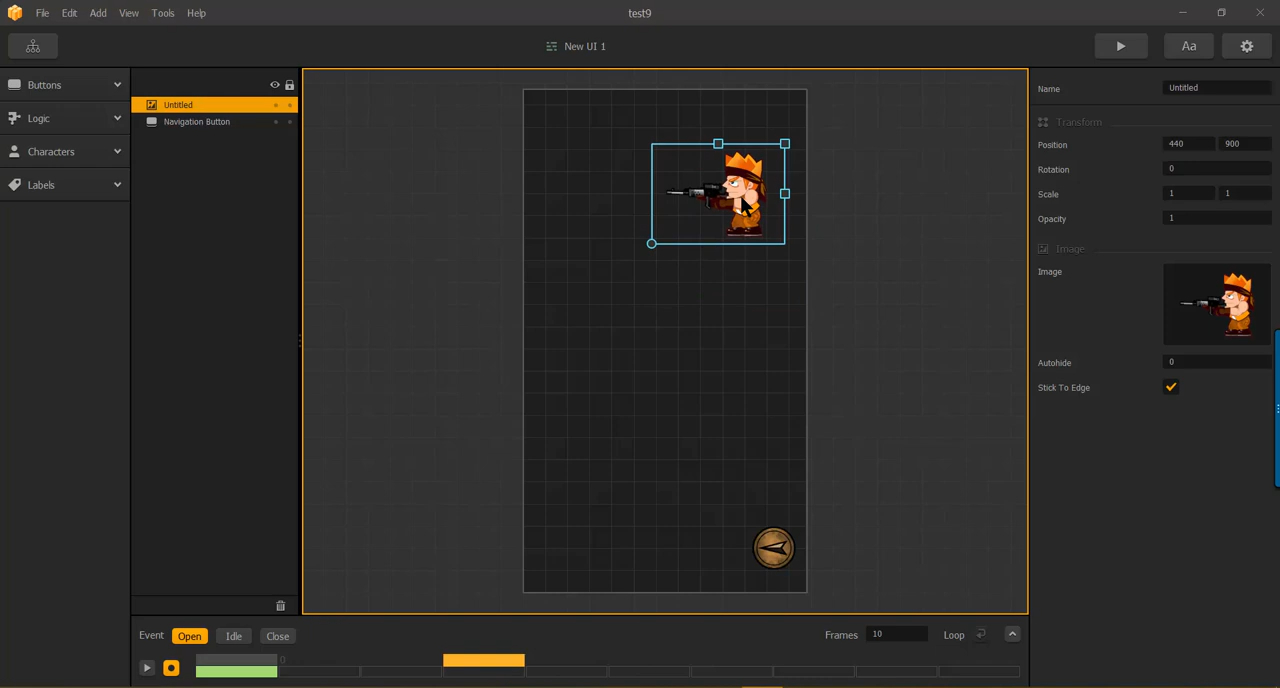 File Edit Add View Tools Help test9
New UI 1 Aa
Buttons
Logic
Characters
Labels
Untitled
Navigation Button
Name Untitled
Transform
Position 440 900
Rotation 0
Scale 1 1
Opacity 1
Image
Image
Autohide 0
Stick To Edge
Event Open Idle Close Frames 10 Loop
0